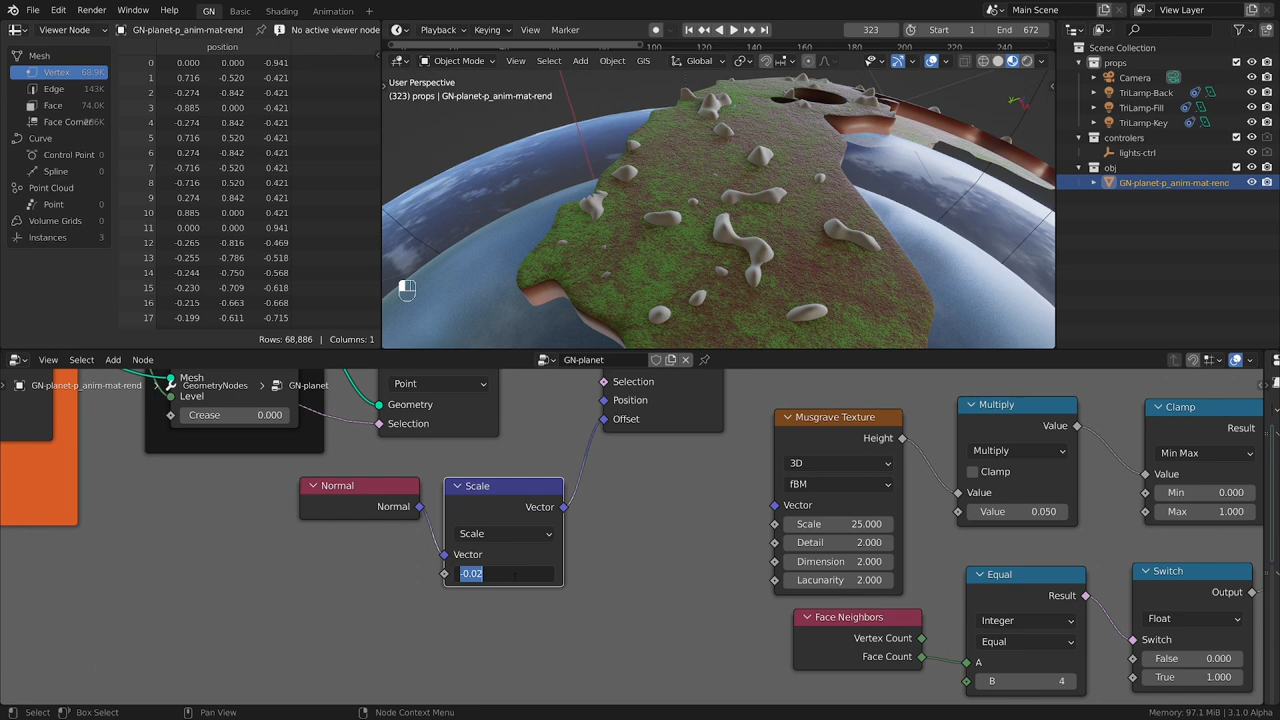 File Edit Render Window Help GN Basic Shading Animation Main Scene View Layer
Viewer Node GN-planet-p_anim-mat-rend No active viewer node
Mesh
Vertex 68.9K
Edge 143K
Face 74.0K
Face Corner
Curve
Control Point 0
Spline 0
Point Cloud
Point 0
Volume Grids 0
Instances 3
position
0 0.000 0.000 -0.941
1 0.716 -0.520 -0.421
2 -0.274 -0.842 -0.421
3 -0.885 0.000 -0.421
4 -0.274 0.842 -0.421
5 0.716 0.520 -0.421
6 0.274 -0.842 0.421
7 -0.716 -0.520 0.421
8 -0.716 0.520 0.421
9 0.274 0.842 0.421
10 0.885 0.000 0.421
11 0.000 0.000 0.941
12 -0.265 -0.816 -0.469
13 -0.255 -0.786 -0.518
14 -0.244 -0.750 -0.568
15 -0.230 -0.709 -0.618
16 -0.215 -0.663 -0.668
17 -0.199 -0.611 -0.715
Rows: 68,886 | Columns: 1
Playback Keying View Marker 323 Start 1 End 672
100 120 140 160 180 200 220 240
Object Mode View Select Add Object GIS Global
User Perspective
(323) props | GN-planet-p_anim-mat-rend
Scene Collection
props
Camera
TriLamp-Back
TriLamp-Fill
TriLamp-Key
controlers
lights-ctrl
obj
GN-planet-p_anim-mat-rend
View Select Add Node GN-planet
GN-planet-p_anim-mat-rend GeometryNodes GN-planet
Mesh
Level
Crease 0.000
Point
Geometry
Selection
Selection
Position
Offset
Normal
Normal
Scale
Vector
Scale
Vector
-0.02
Musgrave Texture
Height
3D
fBM
Vector
Scale 25.000
Detail 2.000
Dimension 2.000
Lacunarity 2.000
Face Neighbors
Vertex Count
Face Count
Multiply
Value
Multiply
Clamp
Value
Value 0.050
Clamp
Result
Min Max
Value
Min 0.000
Max 1.000
Equal
Result
Integer
Equal
A
B 4
Switch
Output
Float
Switch
False 0.000
True 1.000
Select Box Select Pan View Node Context Menu Memory: 97.1 MiB | 3.1.0 Alpha